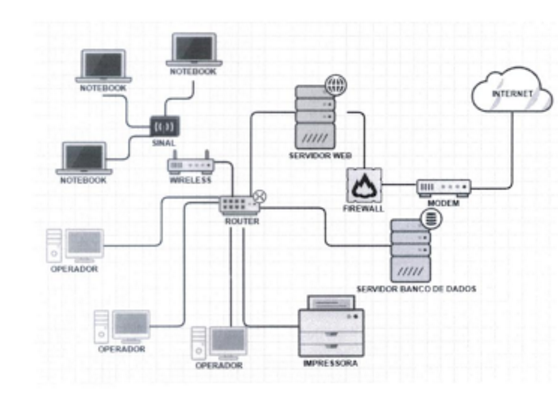 NOTEBOOK
NOTEBOOK
INTERNET
SINAL
SERVIDOR WEB
NOTEBOOK
WIRELESS
FIREWALL
MODEM
ROUTER
OPERADOR
SERVIDOR BANCO DE DADOS
OPERADOR
OPERADOR
IMPRESSORA